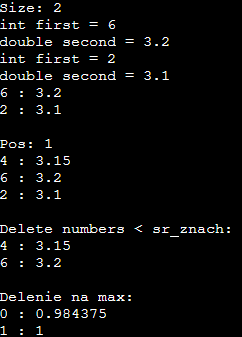 Size: 2
int first = 6
double second = 3.2
int first = 2
double second = 3.1
6 : 3.2
2 : 3.1
Pos: 1
4 : 3.15
6 : 3.2
2 : 3.1
Delete numbers < sr_znach:
4 : 3.15
6 : 3.2
Delenie na max:
0 : 0.984375
1 : 1